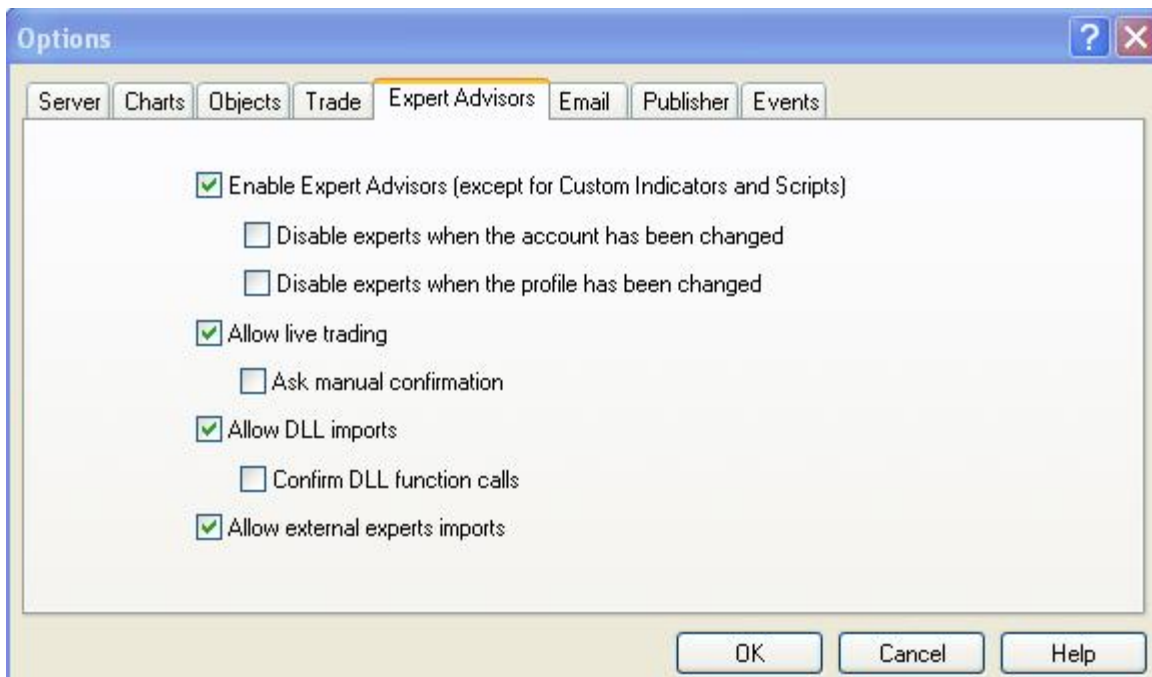 Options
Server Charts Objects Trade Expert Advisors Email Publisher Events
Enable Expert Advisors (except for Custom Indicators and Scripts)
Disable experts when the account has been changed
Disable experts when the profile has been changed
Allow live trading
Ask manual confirmation
Allow DLL imports
Confirm DLL function calls
Allow external experts imports
OK Cancel Help